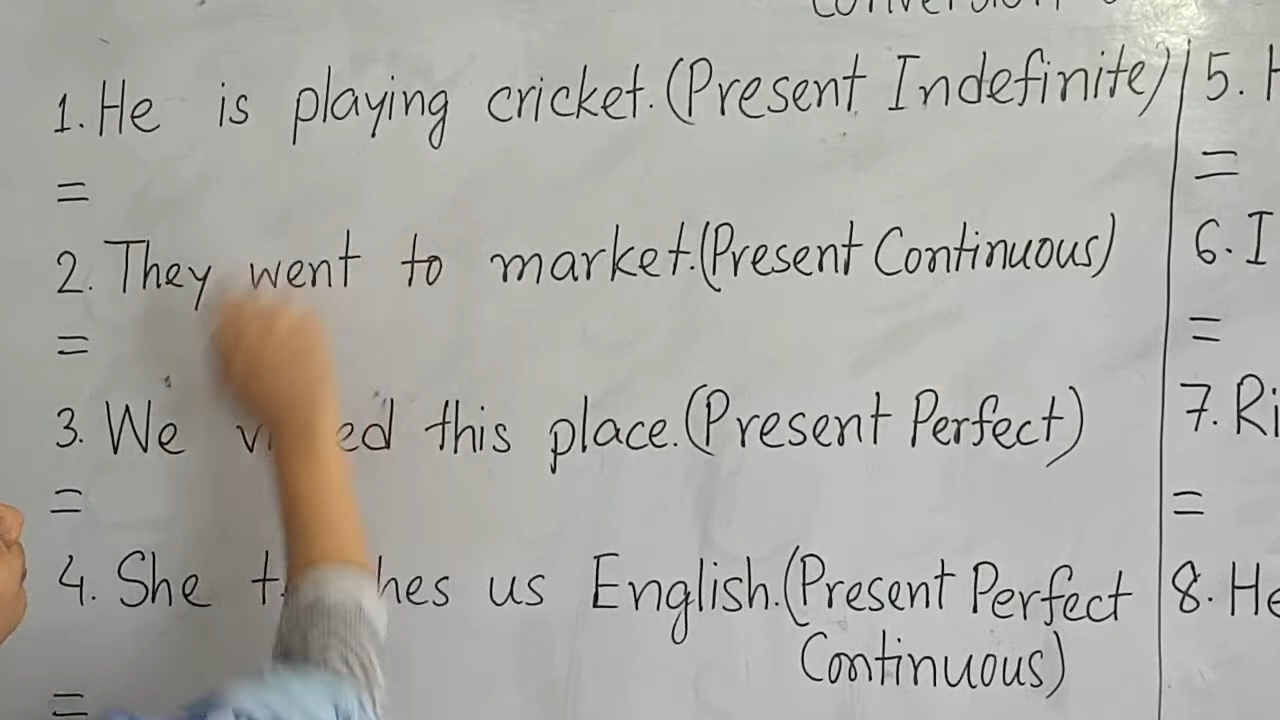 1. He is playing cricket. (Present Indefinite)
=
2. They went to market. (Present Continuous)
=
3. We this place. (Present Perfect)
=
4. She us English. (Present Perfect
Continuous)
=
5.
=
6. I
=
7.
=
8. He